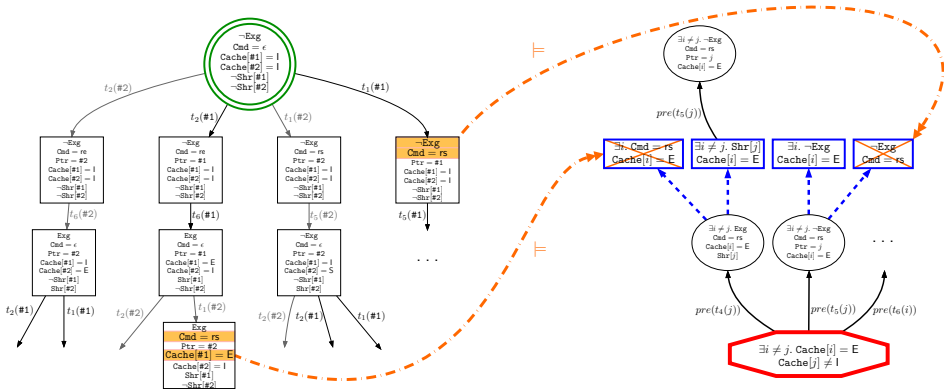 ¬Exg
Cmd = ϵ
Cache[#1] = I
Cache[#2] = I
¬Shr[#1]
¬Shr[#2]
t₂(#2)
t₂(#1)
t₁(#2)
t₁(#1)
¬Exg
Cmd = re
Ptr = #2
Cache[#1] = I
Cache[#2] = I
¬Shr[#1]
¬Shr[#2]
¬Exg
Cmd = re
Ptr = #1
Cache[#1] = I
Cache[#2] = I
¬Shr[#1]
¬Shr[#2]
¬Exg
Cmd = rs
Ptr = #2
Cache[#1] = I
Cache[#2] = I
¬Shr[#1]
¬Shr[#2]
¬Exg
Cmd = rs
Ptr = #1
Cache[#1] = I
Cache[#2] = I
¬Shr[#1]
¬Shr[#2]
t₆(#2)
t₆(#1)
t₅(#2)
t₅(#1)
Exg
Cmd = ϵ
Ptr = #2
Cache[#1] = I
Cache[#2] = E
¬Shr[#1]
Shr[#2]
Exg
Cmd = ϵ
Ptr = #1
Cache[#1] = E
Cache[#2] = I
Shr[#1]
¬Shr[#2]
¬Exg
Cmd = ϵ
Ptr = #2
Cache[#1] = I
Cache[#2] = S
¬Shr[#1]
Shr[#2]
. . .
t₂(#1)
t₁(#1)
t₂(#2)
t₁(#2)
t₂(#2)
t₂(#1)
t₁(#1)
Exg
Cmd = rs
Ptr = #2
Cache[#1] = E
Cache[#2] = I
Shr[#1]
¬Shr[#2]
⊨
⊨
∃i ≠ j. ¬Exg
Cmd = rs
Ptr = j
Cache[i] = E
pre(t₅(j))
∃i. Cmd = rs
Cache[i] = E
∃i ≠ j. Shr[j]
Cache[i] = E
∃i. ¬Exg
Cache[i] = E
¬Exg
Cmd = rs
∃i ≠ j. Exg
Cmd = rs
Cache[i] = E
Shr[j]
∃i ≠ j. ¬Exg
Cmd = rs
Ptr = j
Cache[i] = E
. . .
pre(t₄(j))
pre(t₅(j))
pre(t₆(i))
∃i ≠ j. Cache[i] = E
Cache[j] ≠ I